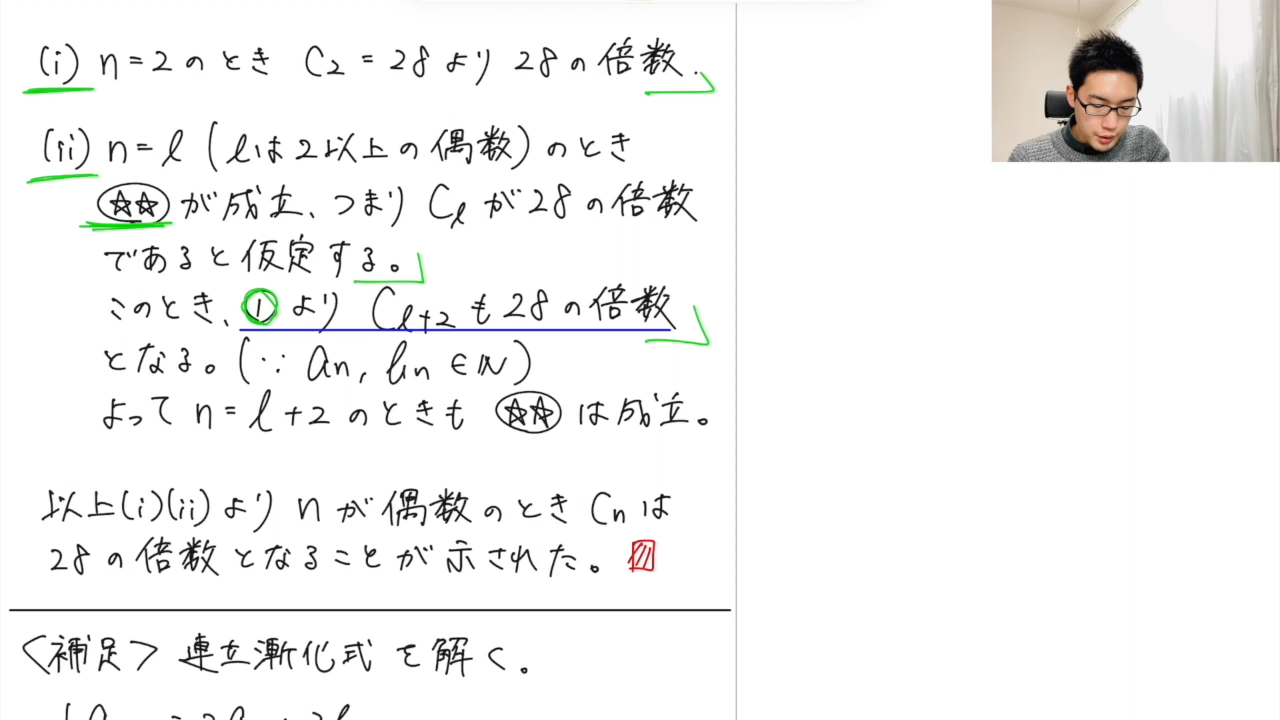 (i) n=2のとき C₂=28より 28の倍数.
(ii) n=l (lは2以上の偶数)のとき
☆☆が成立、つまり Cₗが28の倍数
であると仮定する。
このとき、①より Cₗ₊₂も28の倍数
となる。(∵ aₙ, bₙ∈ℕ)
よって n=l+2のときも ☆☆は成立。
以上(i)(ii)より nが偶数のとき Cₙは
28の倍数となることが示された。
<補足> 連立漸化式を解く。